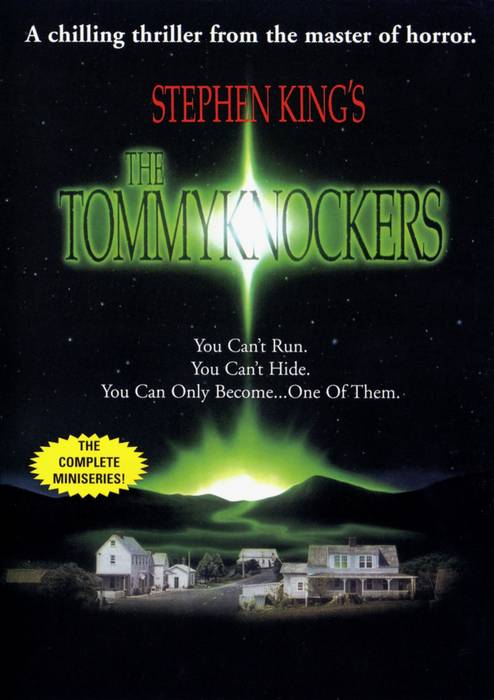 A chilling thriller from the master of horror.
STEPHEN KING'S
THE
TOMMYKNOCKERS
You Can't Run.
You Can't Hide.
You Can Only Become...One Of Them.
THE
COMPLETE
MINISERIES!